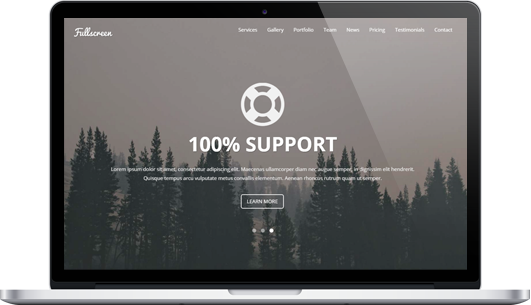 Fullscreen
Services Gallery Portfolio Team News Pricing Testimonials Contact
100% SUPPORT
Lorem ipsum dolor sit amet, consectetur adipiscing elit. Maecenas ullamcorper diam nec augue semper, in dignissim elit hendrerit.
Quisque tempus arcu vulputate metus convallis elementum. Aenean rhoncus rutrum quam ut semper.
LEARN MORE